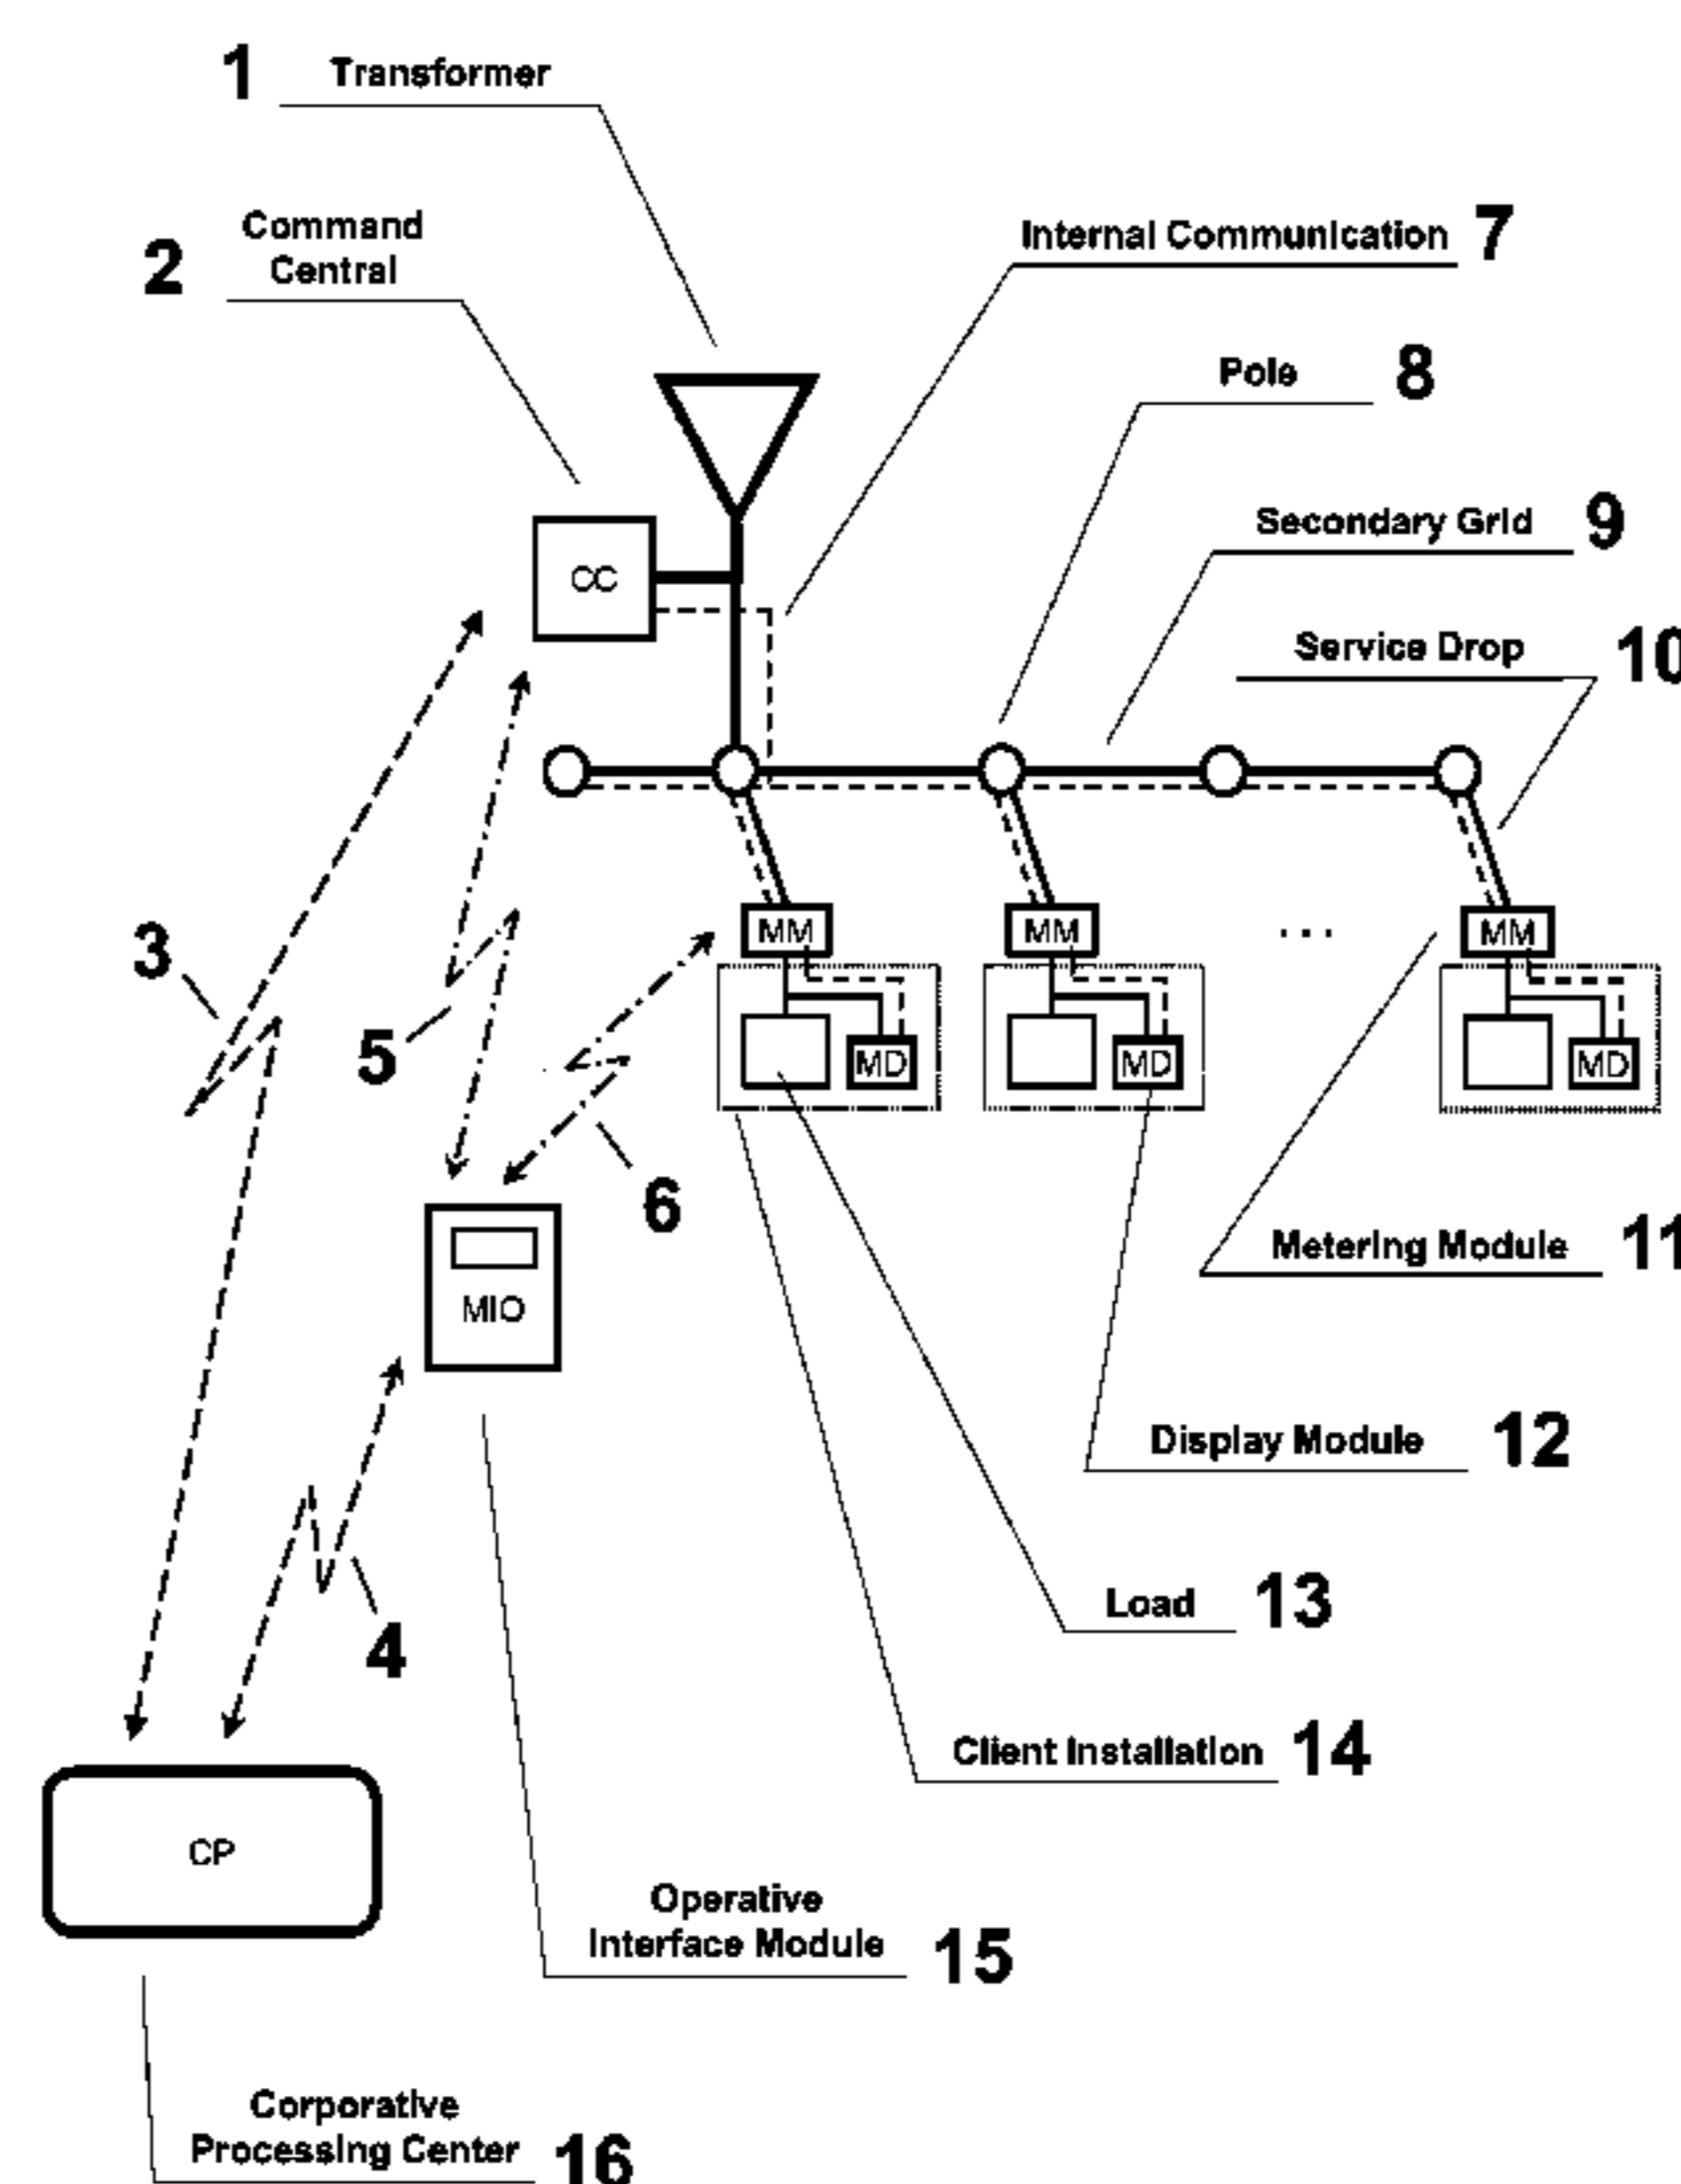 1 Transformer
2 Command
Central
Internal Communication 7
Pole 8
CC
Secondary Grid 9
Service Drop 10
3
5
MM
MM
...
MM
MD
MD
MD
6
Metering Module 11
MIO
Display Module 12
4
Load 13
Client Installation 14
CP
Operative
Interface Module 15
Corporative
Processing Center 16